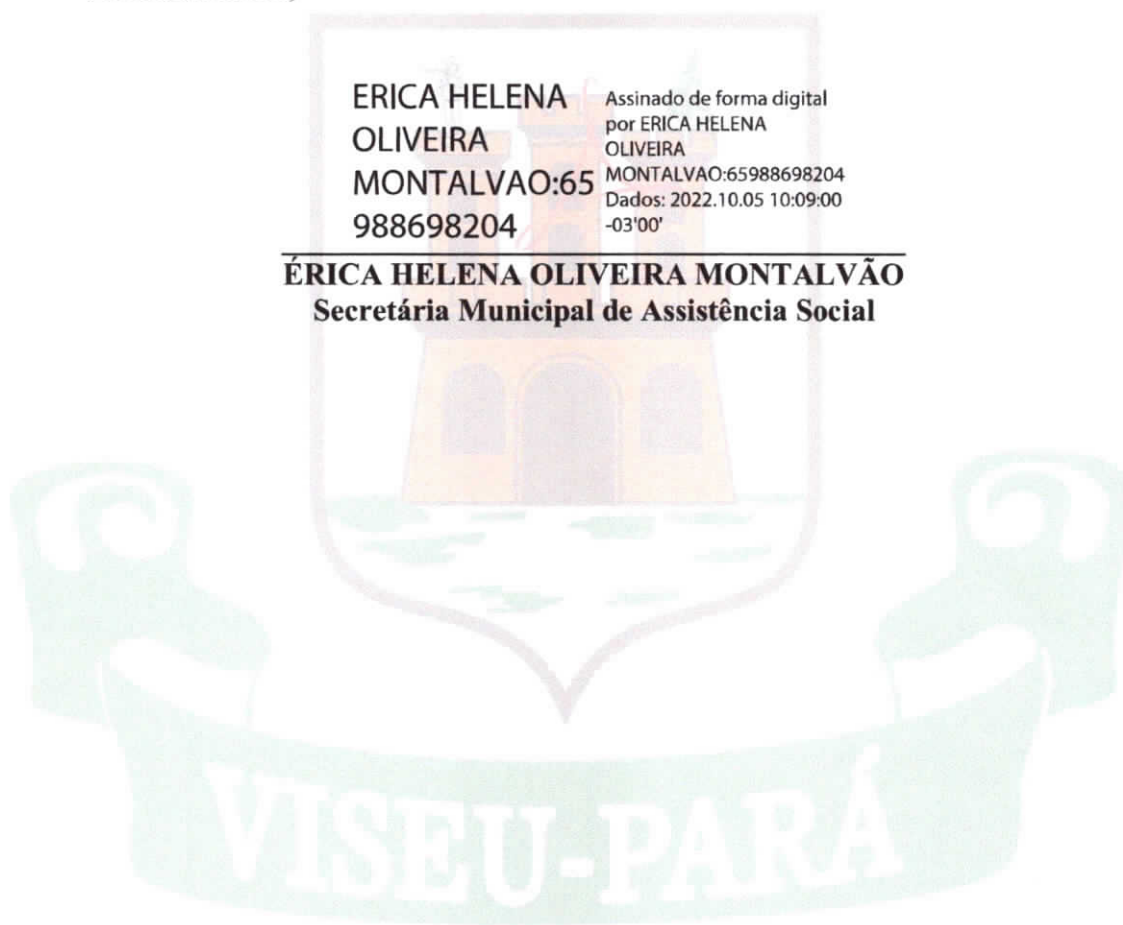 ERICA HELENA
OLIVEIRA
MONTALVAO:65
988698204
Assinado de forma digital
por ERICA HELENA
OLIVEIRA
MONTALVAO:65988698204
Dados: 2022.10.05 10:09:00
-03'00'
ÉRICA HELENA OLIVEIRA MONTALVÃO
Secretária Municipal de Assistência Social
VISEU-PARÁ